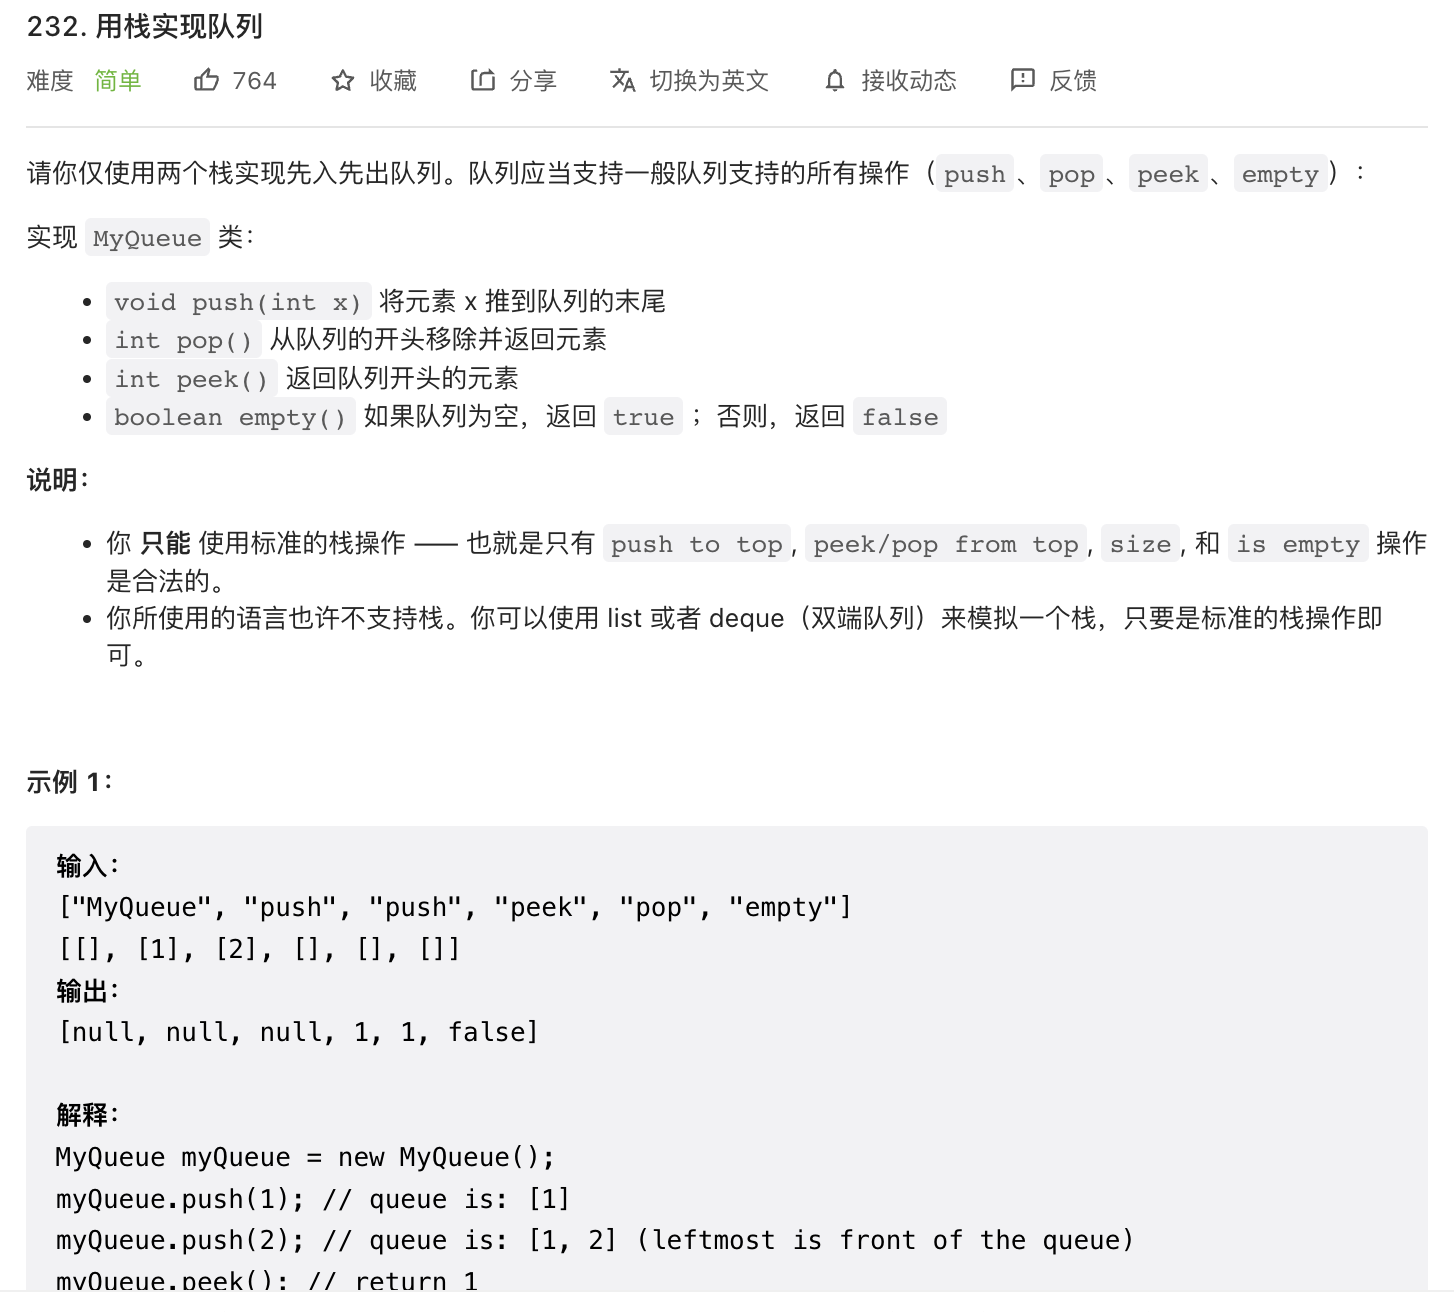 232. 用栈实现队列
难度 简单 764 收藏 分享 切换为英文 接收动态 反馈
请你仅使用两个栈实现先入先出队列。队列应当支持一般队列支持的所有操作（push、pop、peek、empty）：
实现 MyQueue 类：
• void push(int x) 将元素 x 推到队列的末尾
• int pop() 从队列的开头移除并返回元素
• int peek() 返回队列开头的元素
• boolean empty() 如果队列为空，返回 true ；否则，返回 false
说明：
• 你 只能 使用标准的栈操作 —— 也就是只有 push to top, peek/pop from top, size, 和 is empty 操作
是合法的。
• 你所使用的语言也许不支持栈。你可以使用 list 或者 deque（双端队列）来模拟一个栈，只要是标准的栈操作即
可。
示例 1：
输入：
["MyQueue", "push", "push", "peek", "pop", "empty"]
[[], [1], [2], [], [], []]
输出：
[null, null, null, 1, 1, false]
解释：
MyQueue myQueue = new MyQueue();
myQueue.push(1); // queue is: [1]
myQueue.push(2); // queue is: [1, 2] (leftmost is front of the queue)
myQueue.peek(); // return 1